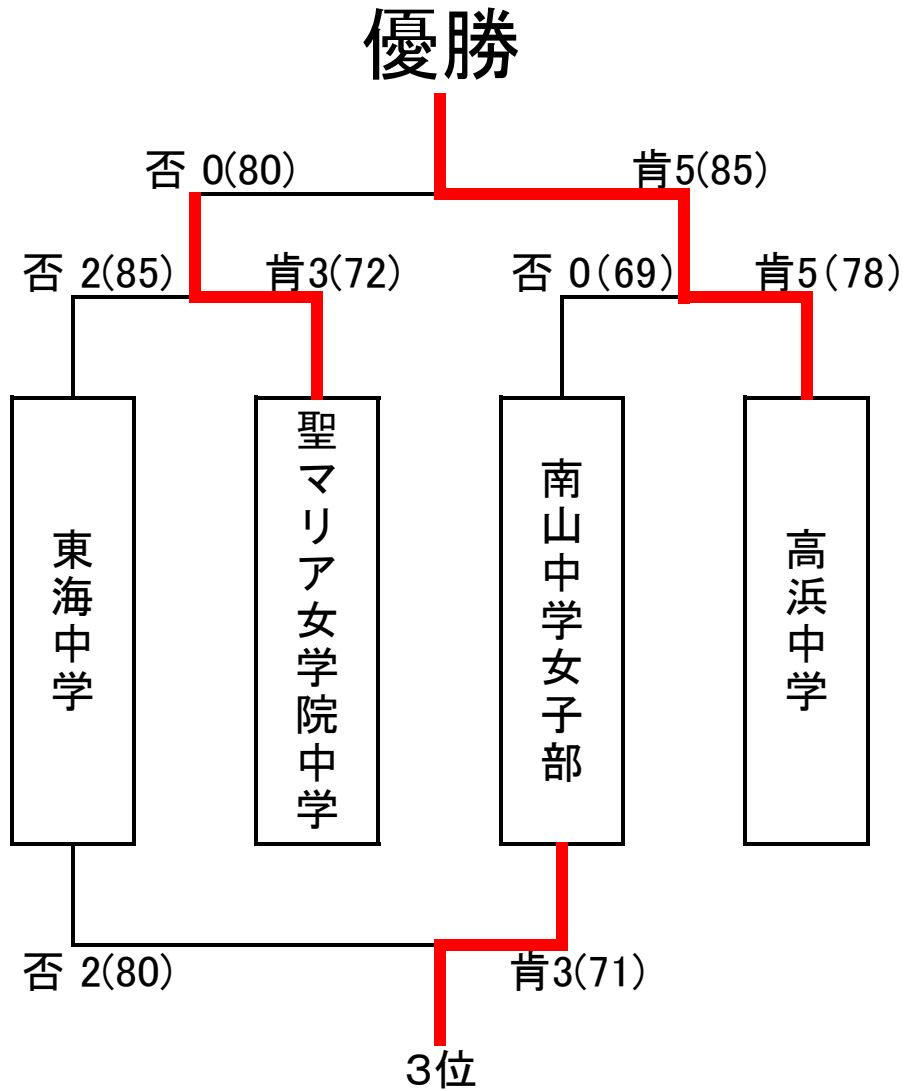 優勝
否 0(80)
肯5(85)
否 2(85)
肯3(72)
否 0(69)
肯5(78)
東海中学
聖マリア女学院中学
南山中学女子部
高浜中学
否 2(80)
肯3(71)
3位